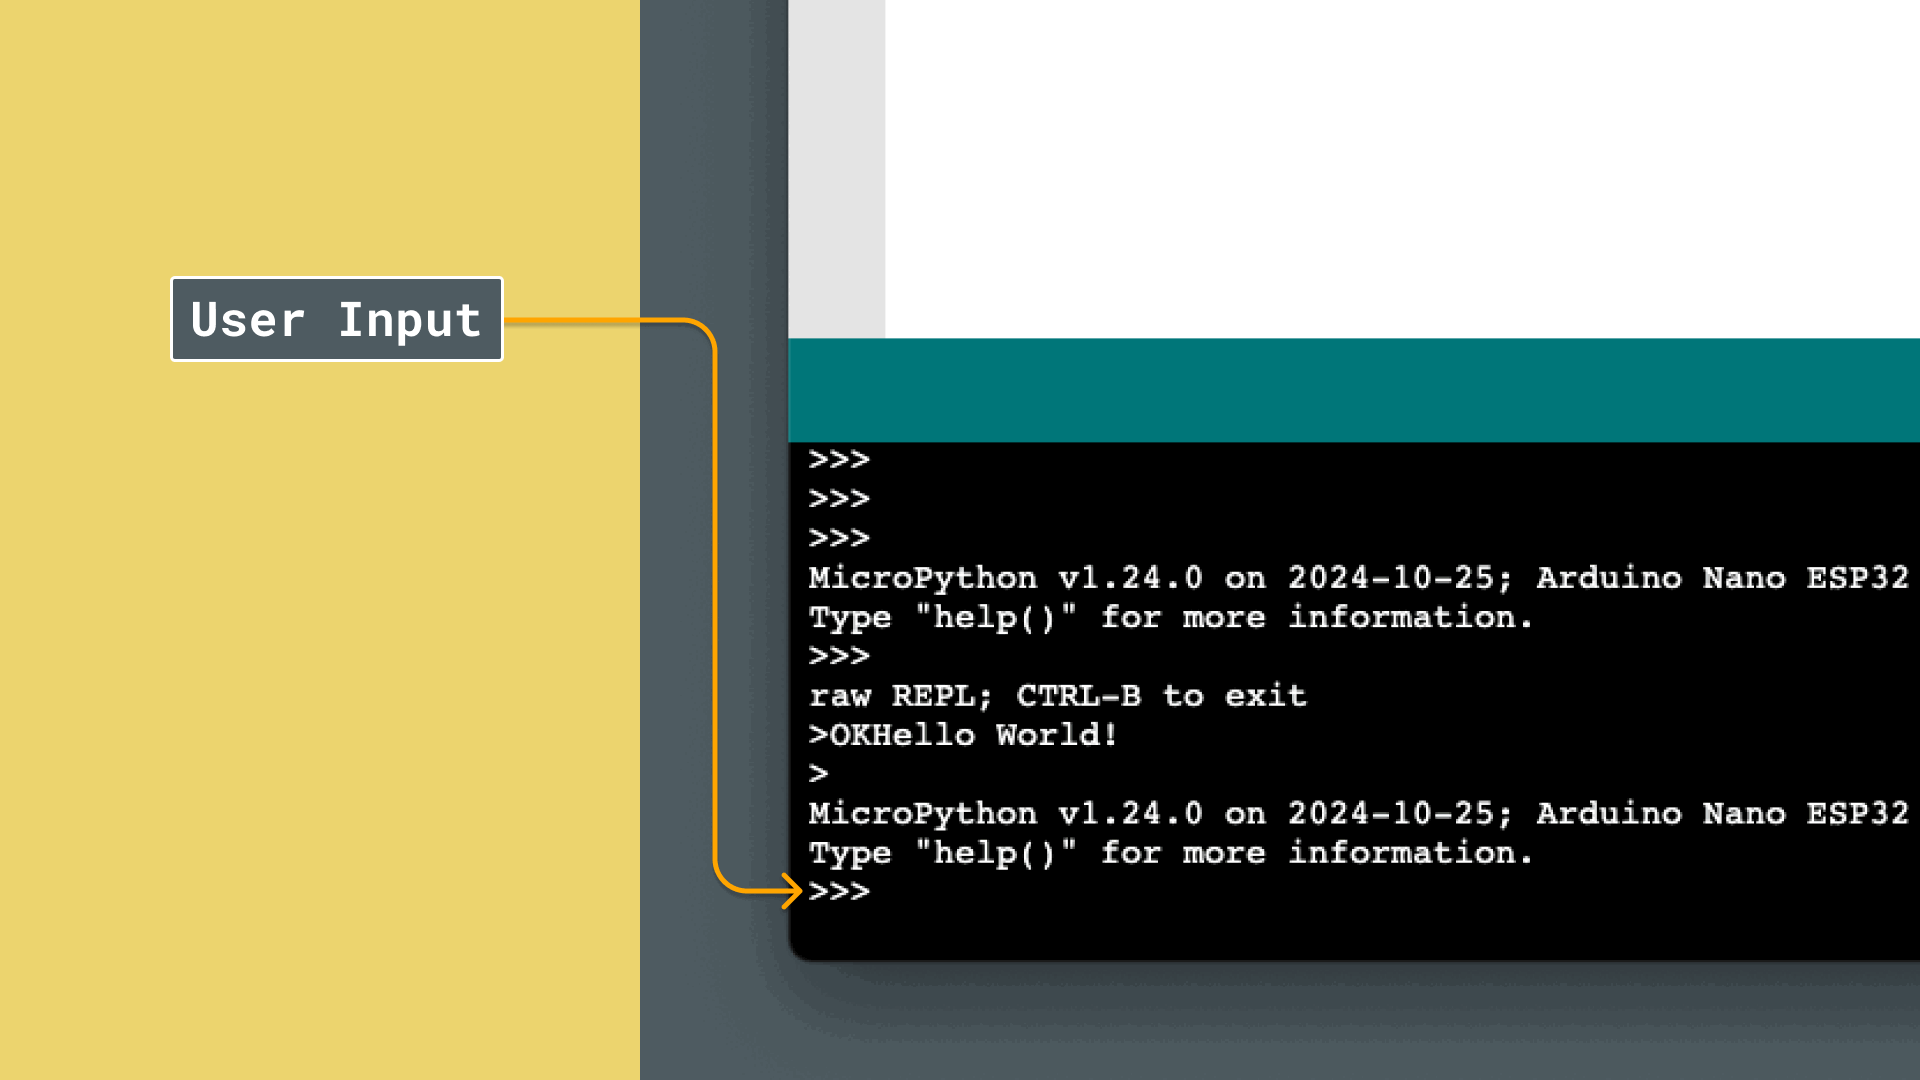 User Input
>>>
>>>
>>>
MicroPython v1.24.0 on 2024-10-25; Arduino Nano ESP32
Type "help()" for more information.
>>>
raw REPL; CTRL-B to exit
>OKHello World!
>
MicroPython v1.24.0 on 2024-10-25; Arduino Nano ESP32
Type "help()" for more information.
>>>